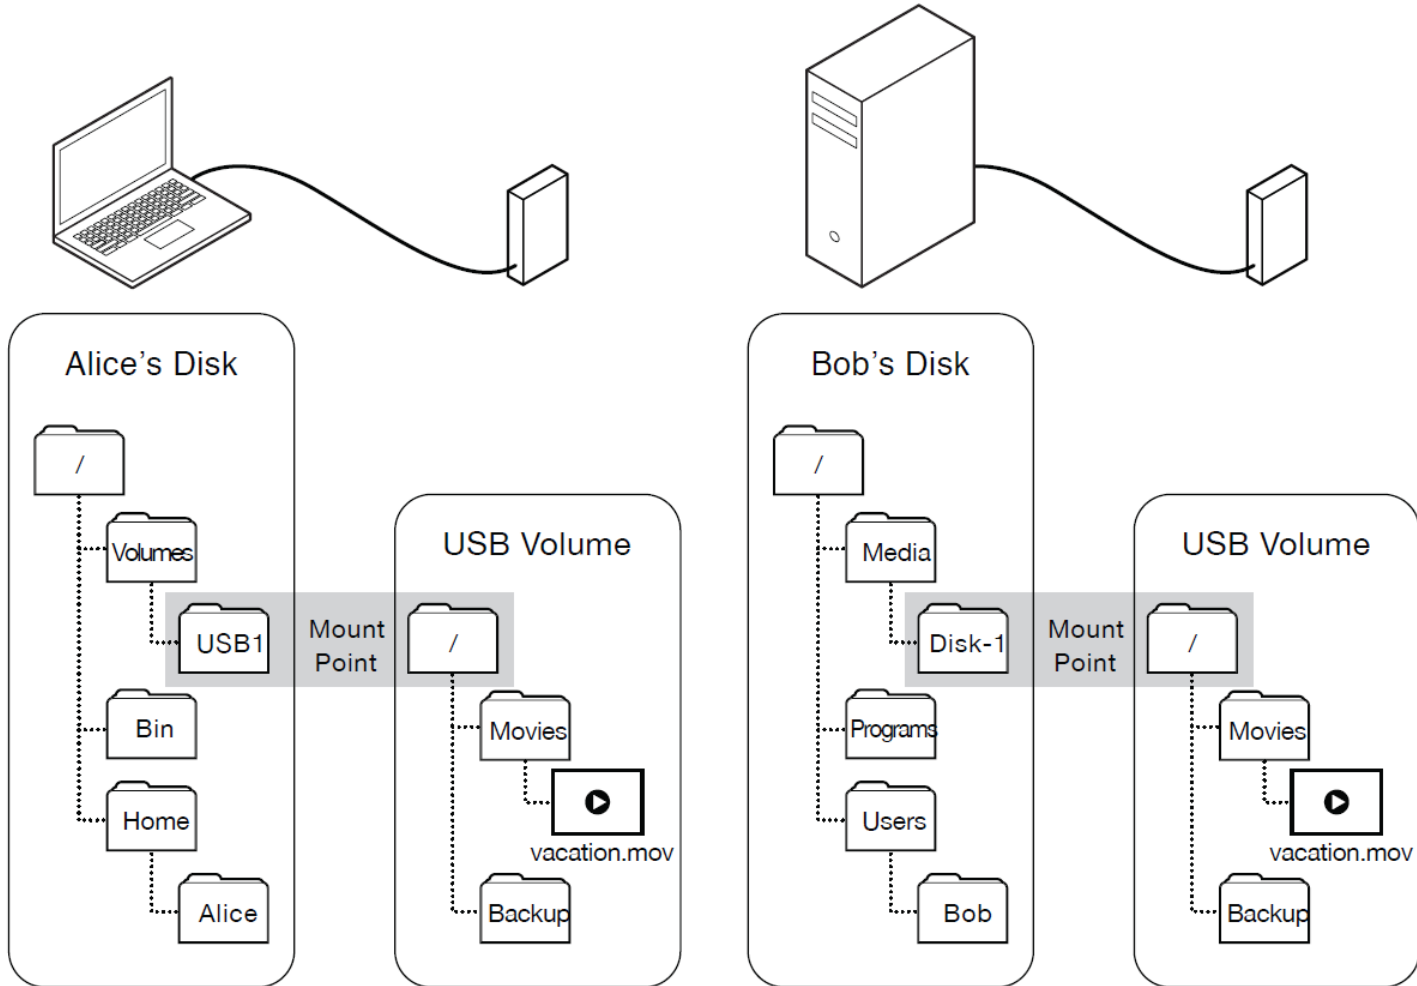 Alice's Disk
/
Volumes
USB1
Bin
Home
Alice
Mount
Point
USB Volume
/
Movies
vacation.mov
Backup
Bob's Disk
/
Media
Disk-1
Programs
Users
Bob
Mount
Point
USB Volume
/
Movies
vacation.mov
Backup